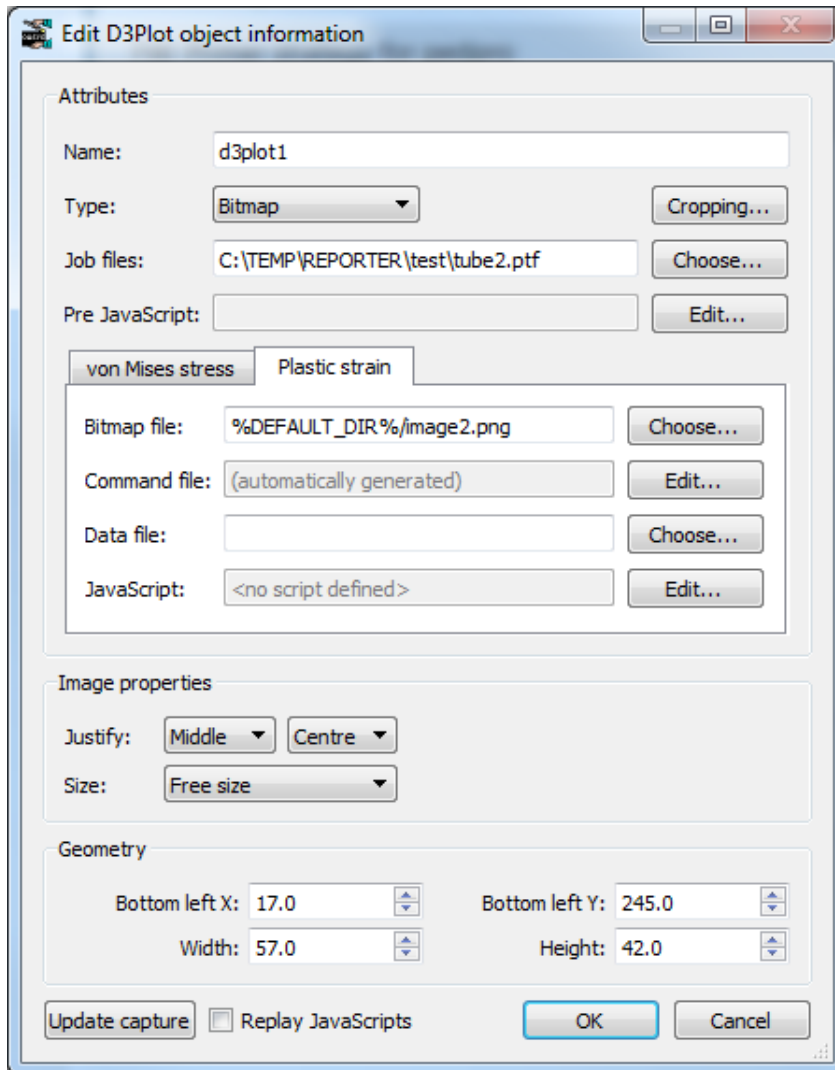 Edit D3Plot object information
Attributes
Name: d3plot1
Type: Bitmap Cropping...
Job files: C:\TEMP\REPORTER\test\tube2.ptf Choose...
Pre JavaScript: Edit...
von Mises stress Plastic strain
Bitmap file: %DEFAULT_DIR%/image2.png Choose...
Command file: (automatically generated) Edit...
Data file: Choose...
JavaScript: <no script defined> Edit...
Image properties
Justify: Middle Centre
Size: Free size
Geometry
Bottom left X: 17.0 Bottom left Y: 245.0
Width: 57.0 Height: 42.0
Update capture Replay JavaScripts OK Cancel